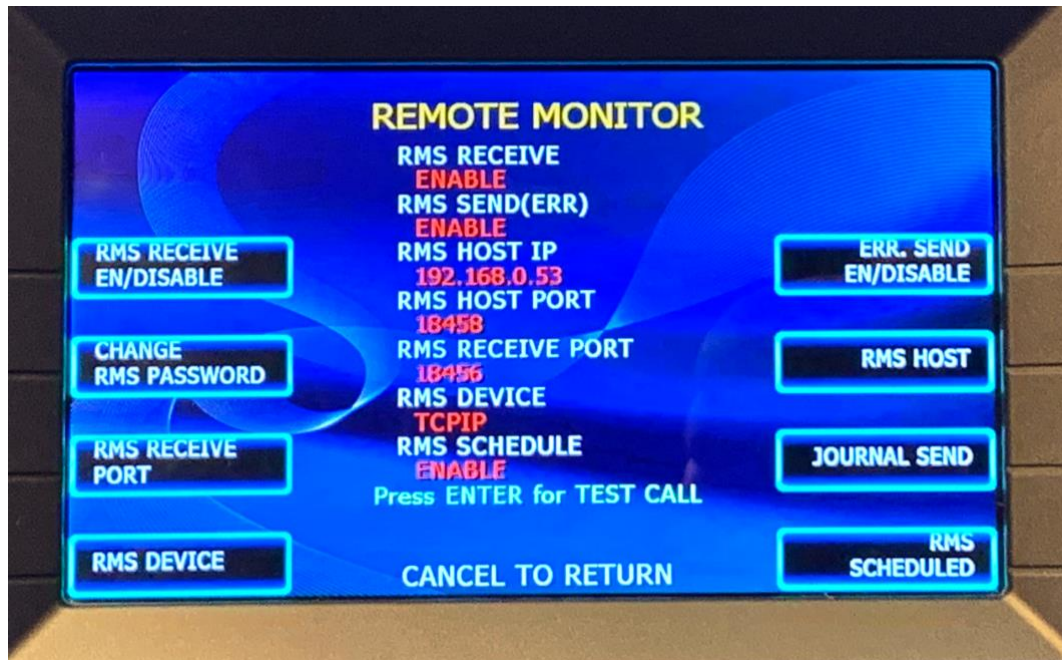 REMOTE MONITOR
RMS RECEIVE
ENABLE
RMS SEND(ERR)
ENABLE
RMS HOST IP
192.168.0.53
RMS HOST PORT
18458
RMS RECEIVE PORT
18456
RMS DEVICE
TCPIP
RMS SCHEDULE
ENABLE
Press ENTER for TEST CALL
CANCEL TO RETURN
RMS RECEIVE
EN/DISABLE
CHANGE
RMS PASSWORD
RMS RECEIVE
PORT
RMS DEVICE
ERR. SEND
EN/DISABLE
RMS HOST
JOURNAL SEND
RMS
SCHEDULED